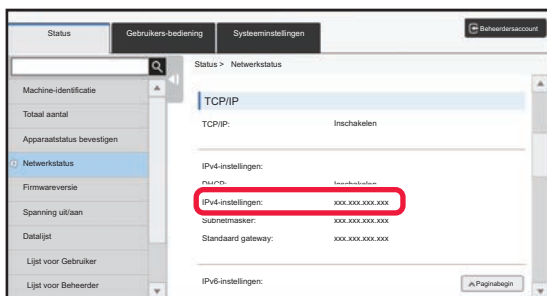 Status
Gebruikers-bediening
Systeeminstellingen
Beheerdersaccount
Status > Netwerkstatus
Machine-identificatie
Totaal aantal
Apparaatstatus bevestigen
Netwerkstatus
Firmwareversie
Spanning uit/aan
Datalijst
Lijst voor Gebruiker
Lijst voor Beheerder
TCP/IP
TCP/IP: Inschakelen
IPv4-instellingen:
DHCP: Inschakelen
IPv4-instellingen: xxx.xxx.xxx.xxx
Subnetmasker: xxx.xxx.xxx.xxx
Standaard gateway: xxx.xxx.xxx.xxx
IPv6-instellingen:
Paginabegin